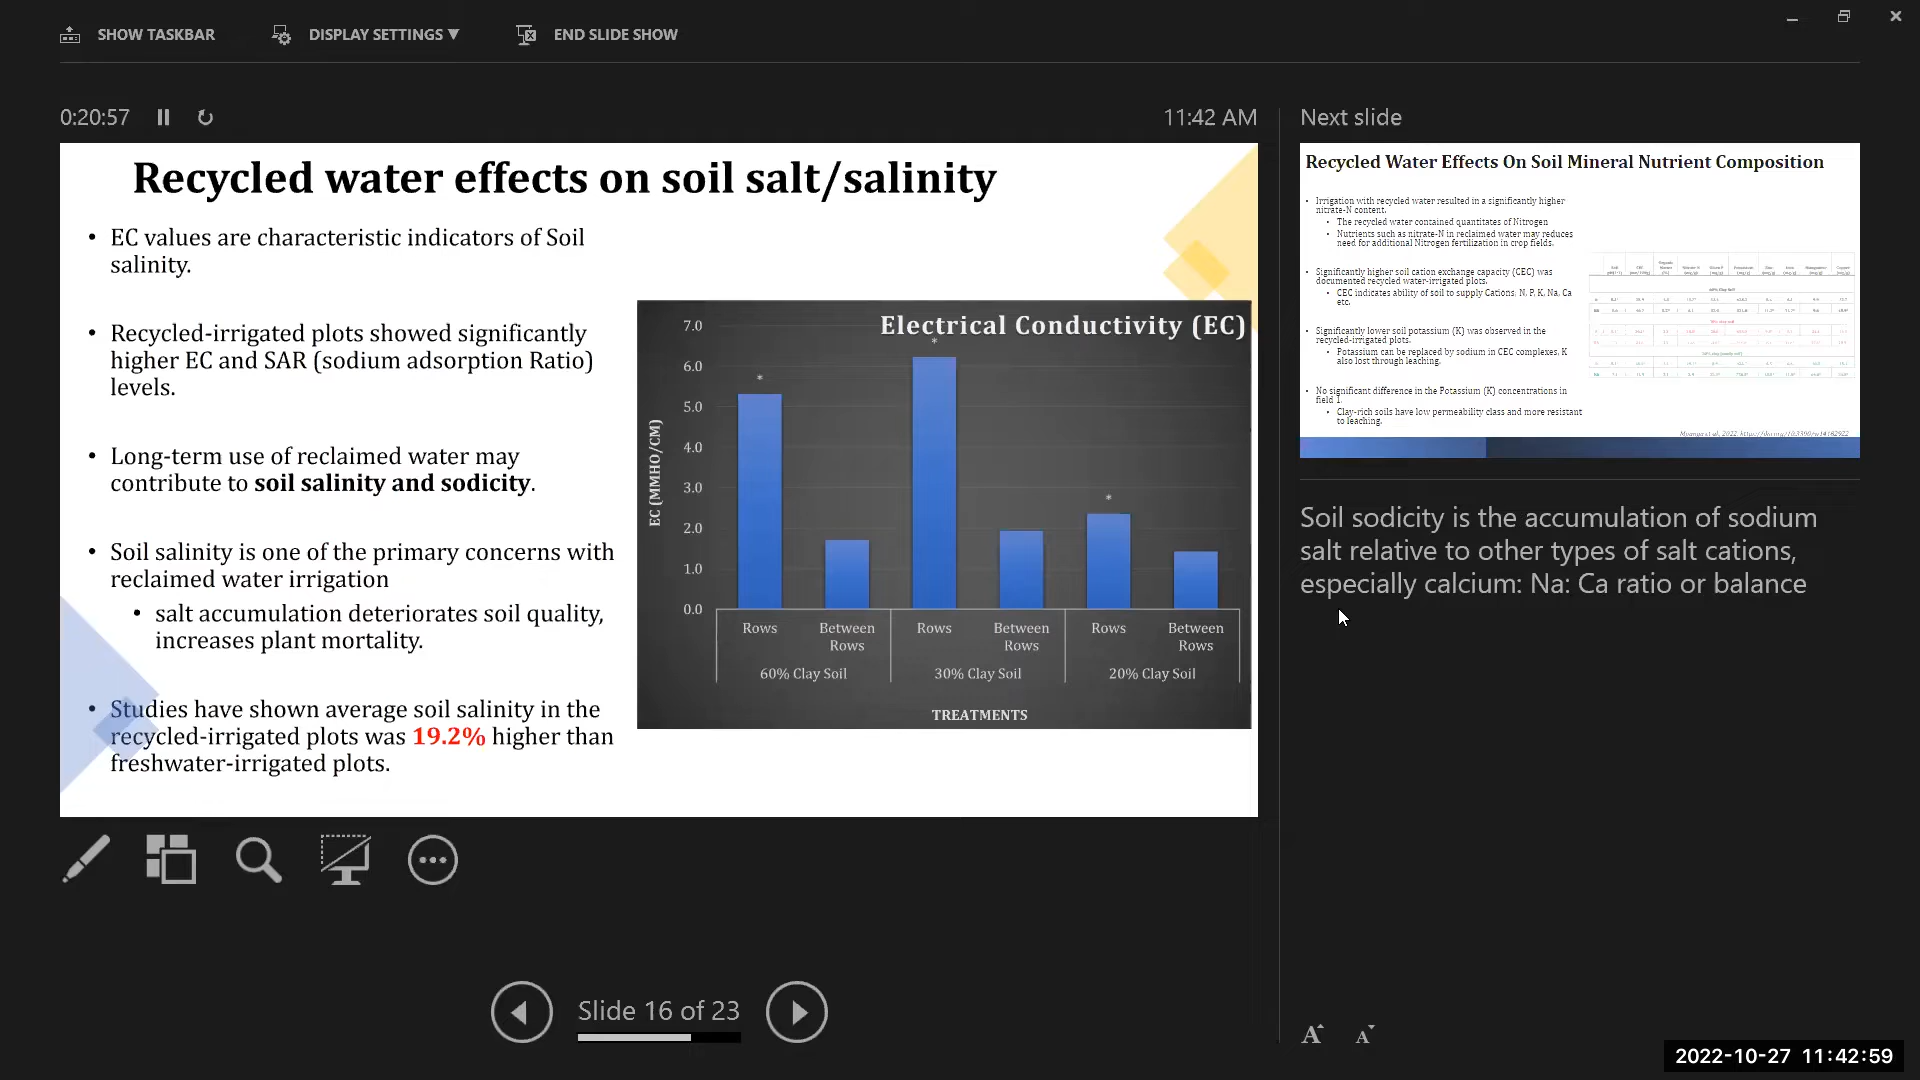 SHOW TASKBAR
DISPLAY SETTINGS ▼
END SLIDE SHOW
0:20:57
11:42 AM
Recycled water effects on soil salt/salinity
• EC values are characteristic indicators of Soil
salinity.
• Recycled-irrigated plots showed significantly
higher EC and SAR (sodium adsorption Ratio)
levels.
• Long-term use of reclaimed water may
contribute to soil salinity and sodicity.
• Soil salinity is one of the primary concerns with
reclaimed water irrigation
• salt accumulation deteriorates soil quality,
increases plant mortality.
• Studies have shown average soil salinity in the
recycled-irrigated plots was 19.2% higher than
freshwater-irrigated plots.
Electrical Conductivity (EC)
EC (MMHO/CM)
7.0
6.0
5.0
4.0
3.0
2.0
1.0
0.0
*
*
*
Rows
Between
Rows
Rows
Between
Rows
Rows
Between
Rows
60% Clay Soil
30% Clay Soil
20% Clay Soil
TREATMENTS
Next slide
Recycled Water Effects On Soil Mineral Nutrient Composition
• Irrigation with recycled water resulted in a significantly higher
nitrate-N content.
• The recycled water contained quantitates of Nitrogen
• Nutrients such as nitrate-N in reclaimed water may reduces
need for additional Nitrogen fertilization in crop fields.
• Significantly higher soil cation exchange capacity (CEC) was
documented recycled water-irrigated plots.
• CEC indicates ability of soil to supply Cations, N, P, K, Na, Ca
etc.
• Significantly lower soil potassium (K) was observed in the
recycled-irrigated plots.
• Potassium can be replaced by sodium in CEC complexes, K
also lost through leaching.
• No significant difference in the Potassium (K) concentrations in
field 1.
• Clay-rich soils have low permeability class and more resistant
to leaching.
Soil sodicity is the accumulation of sodium
salt relative to other types of salt cations,
especially calcium: Na: Ca ratio or balance
Slide 16 of 23
A A
2022-10-27 11:42:59